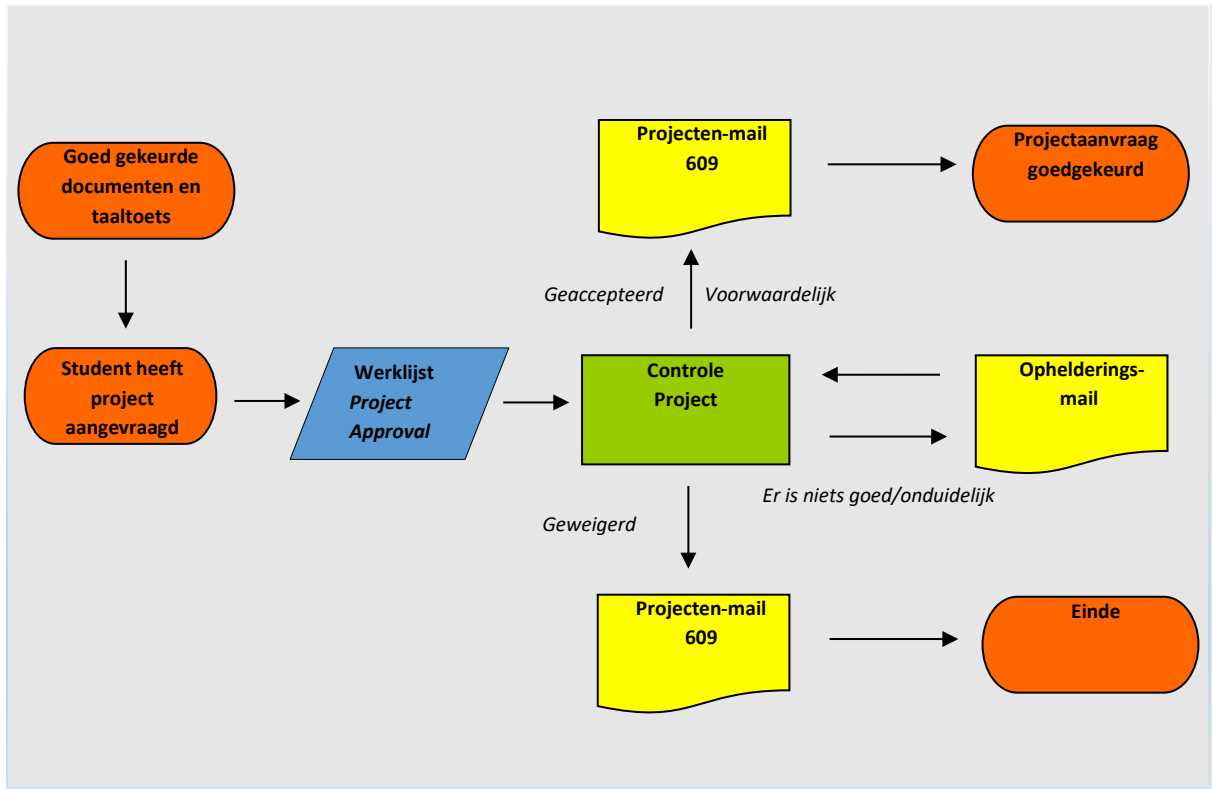 Goed gekeurde
documenten en
taaltoets
Projecten-mail
609
Projectaanvraag
goedgekeurd
Geaccepteerd
Voorwaardelijk
Student heeft
project
aangevraagd
Werklijst
Project
Approval
Controle
Project
Ophelderings-
mail
Er is niets goed/onduidelijk
Geweigerd
Projecten-mail
609
Einde